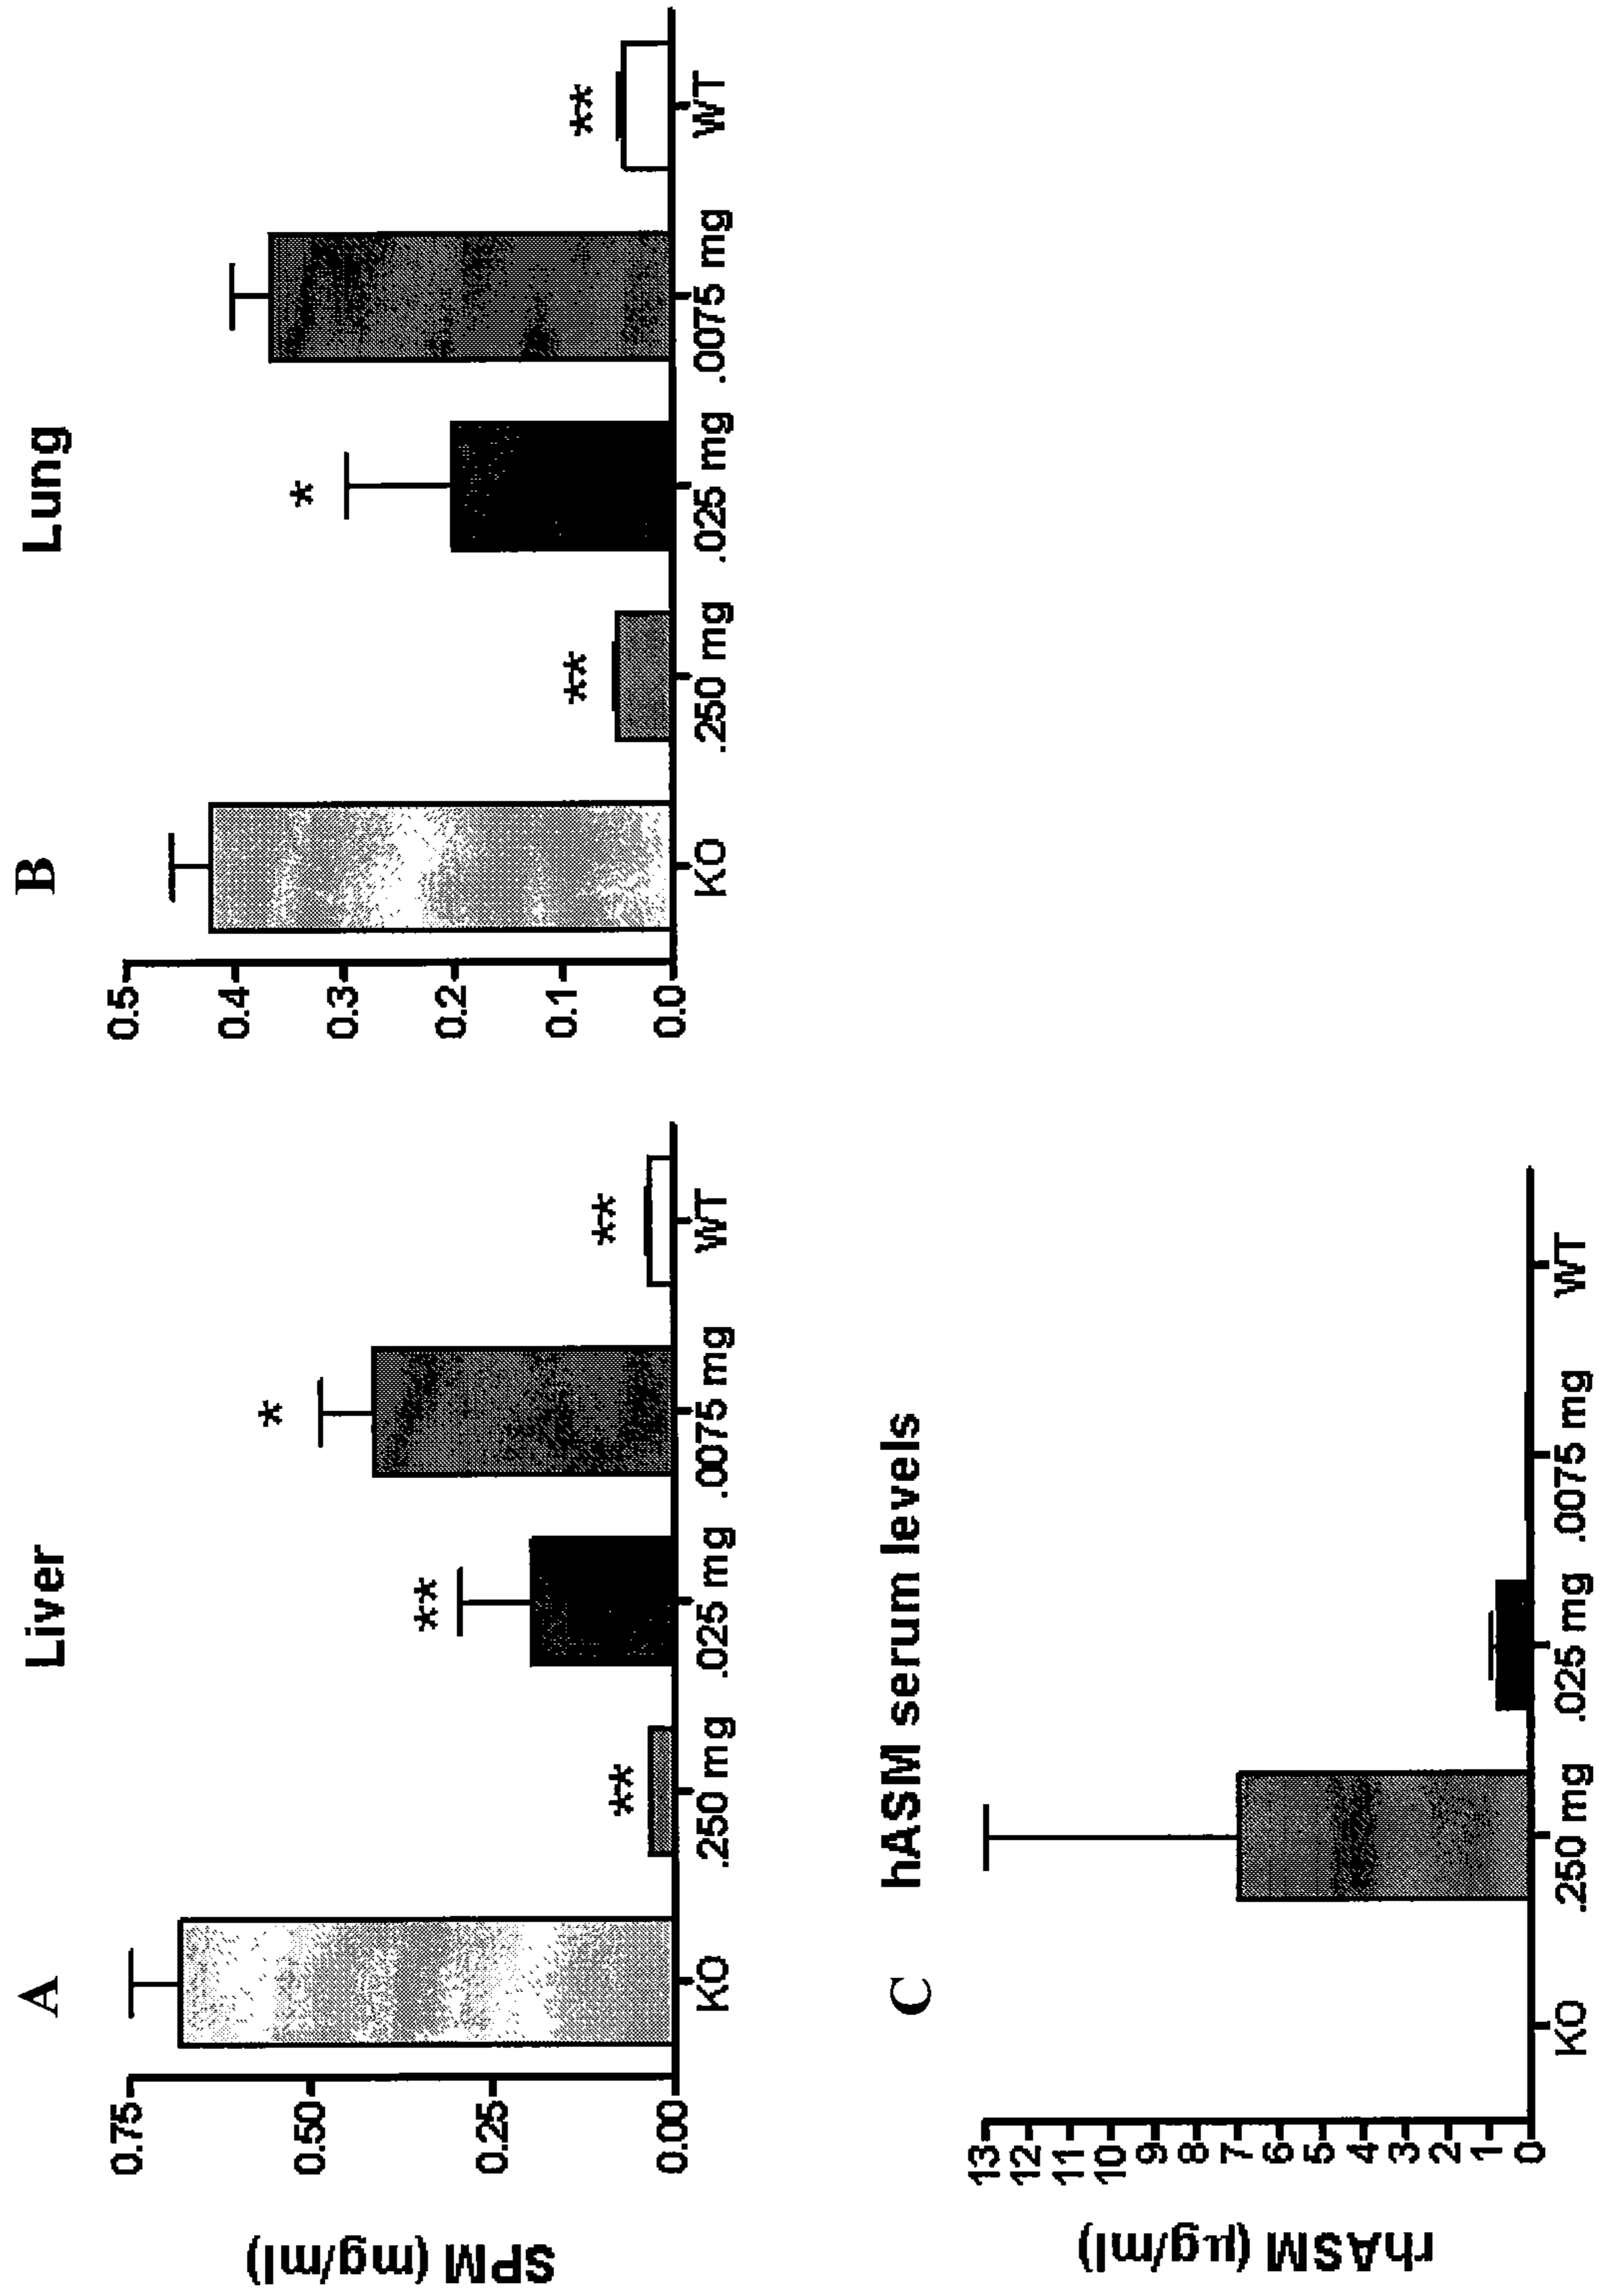 A
Liver
SPM (mg/ml)
0.75
0.50
0.25
0.00
** ** * **
KO .250 mg .025 mg .0075 mg WT
B
Lung
0.5
0.4
0.3
0.2
0.1
0.0
** * **
KO .250 mg .025 mg .0075 mg WT
C
hASM serum levels
rhASM (µg/ml)
13
12
11
10
9
8
7
6
5
4
3
2
1
0
KO .250 mg .025 mg .0075 mg WT